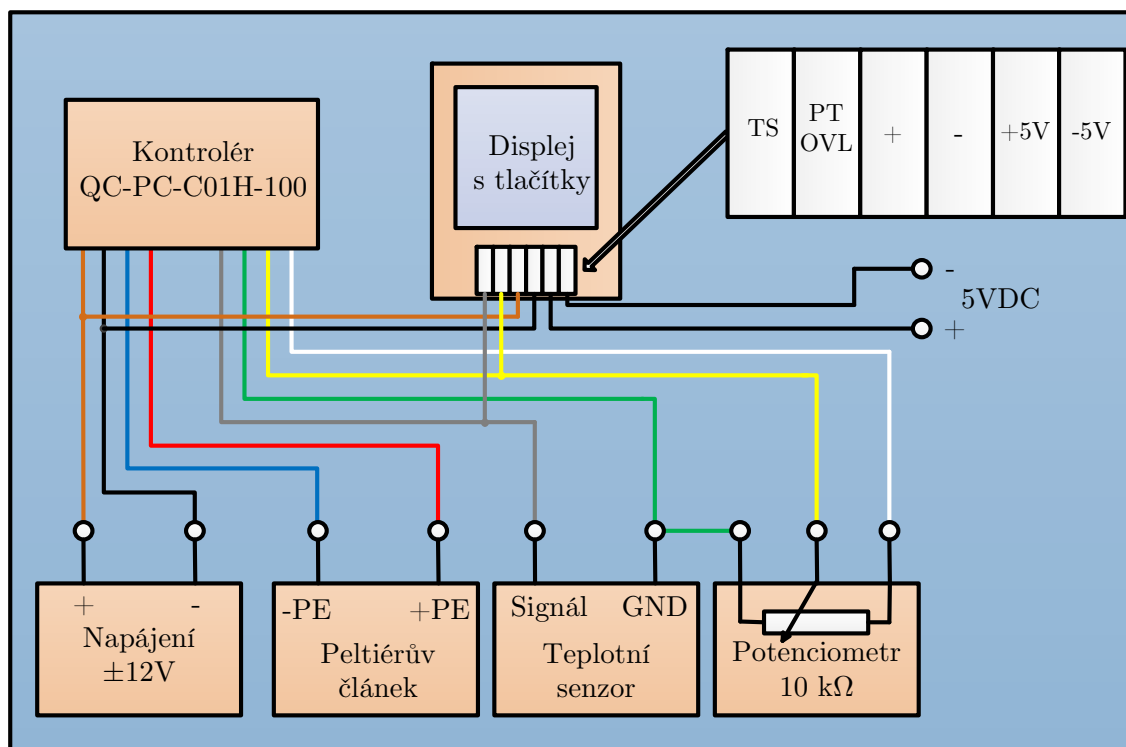 Kontrolér
QC-PC-C01H-100
Displej
s tlačítky
TS
PT
OVL
+
-
+5V
-5V
-
5VDC
+
+
-
Napájení
±12V
-PE
+PE
Peltiérův
článek
Signál
GND
Teplotní
senzor
Potenciometr
10 kΩ